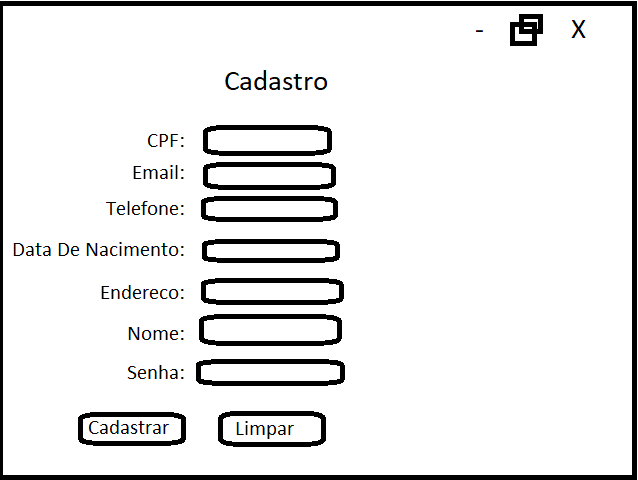 - X
Cadastro
CPF:
Email:
Telefone:
Data De Nacimento:
Endereco:
Nome:
Senha:
Cadastrar Limpar